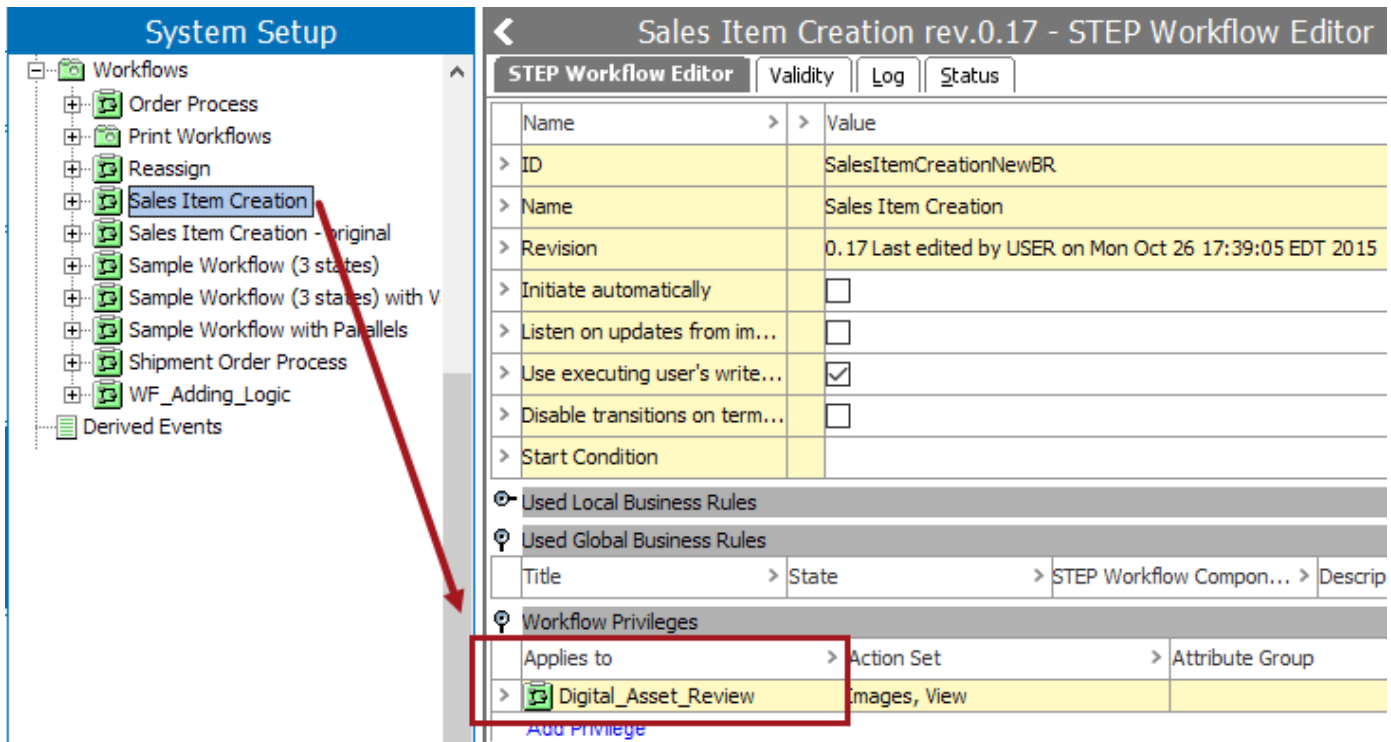 System Setup
Workflows
Order Process
Print Workflows
Reassign
Sales Item Creation
Sales Item Creation - original
Sample Workflow (3 states)
Sample Workflow (3 states) with V
Sample Workflow with Parallels
Shipment Order Process
WF_Adding_Logic
Derived Events
Sales Item Creation rev.0.17 - STEP Workflow Editor
STEP Workflow Editor Validity Log Status
Name > > Value
> ID SalesItemCreationNewBR
> Name Sales Item Creation
> Revision 0.17 Last edited by USER on Mon Oct 26 17:39:05 EDT 2015
> Initiate automatically
> Listen on updates from im...
> Use executing user's write...
> Disable transitions on term...
> Start Condition
Used Local Business Rules
Used Global Business Rules
Title > State > STEP Workflow Compon... > Descrip
Workflow Privileges
Applies to > Action Set > Attribute Group
> Digital_Asset_Review Images, View
Add Privilege